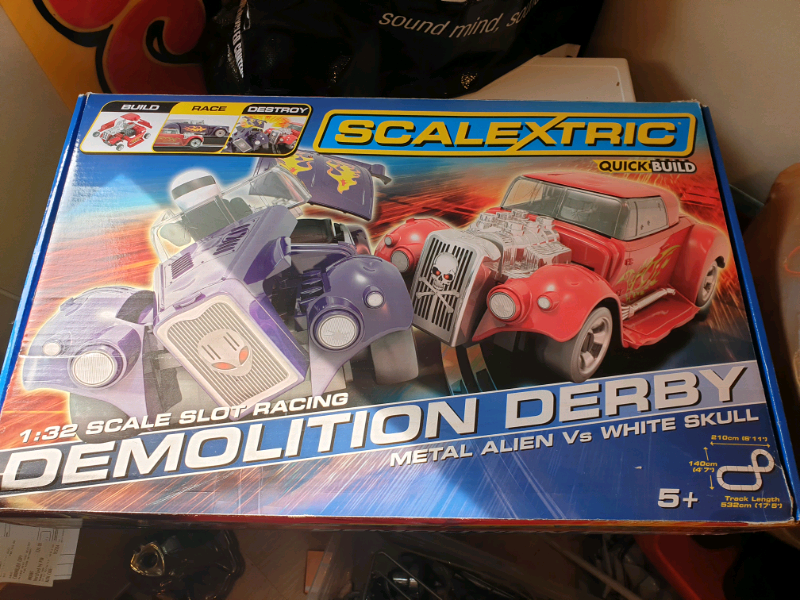 sound mind, so
BUILD
RACE
DESTROY
SCALEXTRIC
QUICK BUILD
1:32 SCALE SLOT RACING
DEMOLITION DERBY
METAL ALIEN Vs WHITE SKULL
210cm (6'11")
140cm
(4'7")
5+
Track Length
532cm (17'5")